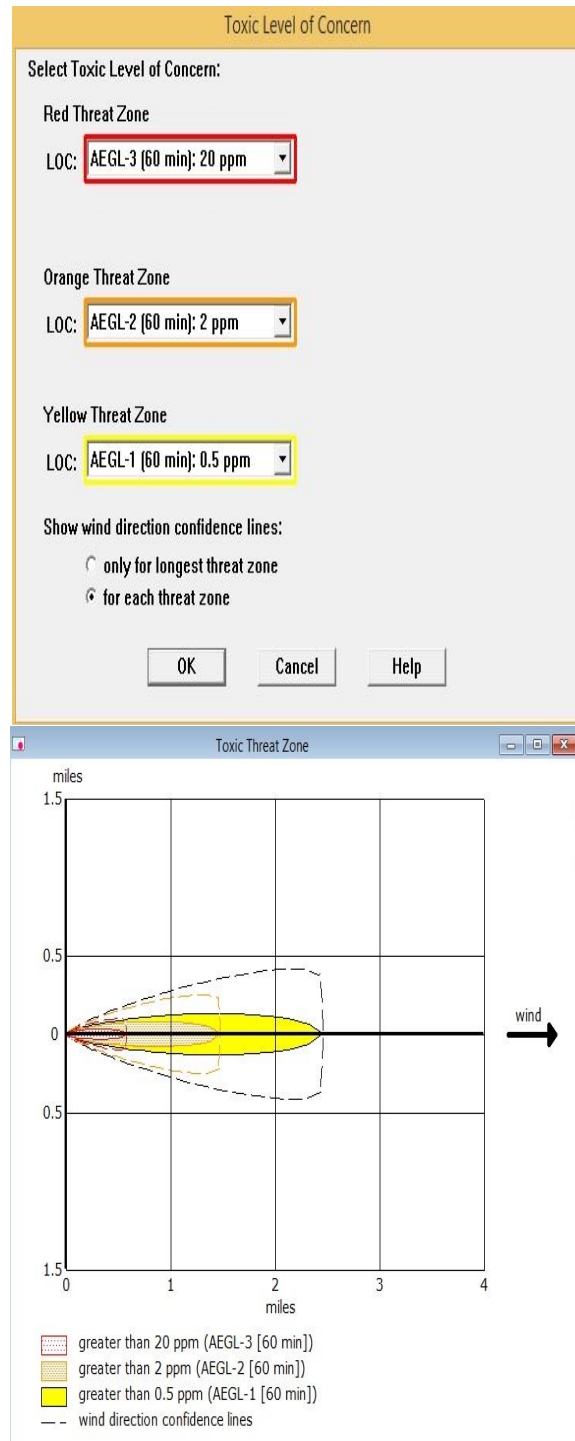 Toxic Level of Concern
Select Toxic Level of Concern:
Red Threat Zone
LOC: AEGL-3 (60 min): 20 ppm
Orange Threat Zone
LOC: AEGL-2 (60 min): 2 ppm
Yellow Threat Zone
LOC: AEGL-1 (60 min): 0.5 ppm
Show wind direction confidence lines:
only for longest threat zone
for each threat zone
OK Cancel Help
Toxic Threat Zone
miles
1.5
0.5
0
wind
0.5
1.5
0 1 2 3 4
miles
greater than 20 ppm (AEGL-3 [60 min])
greater than 2 ppm (AEGL-2 [60 min])
greater than 0.5 ppm (AEGL-1 [60 min])
wind direction confidence lines